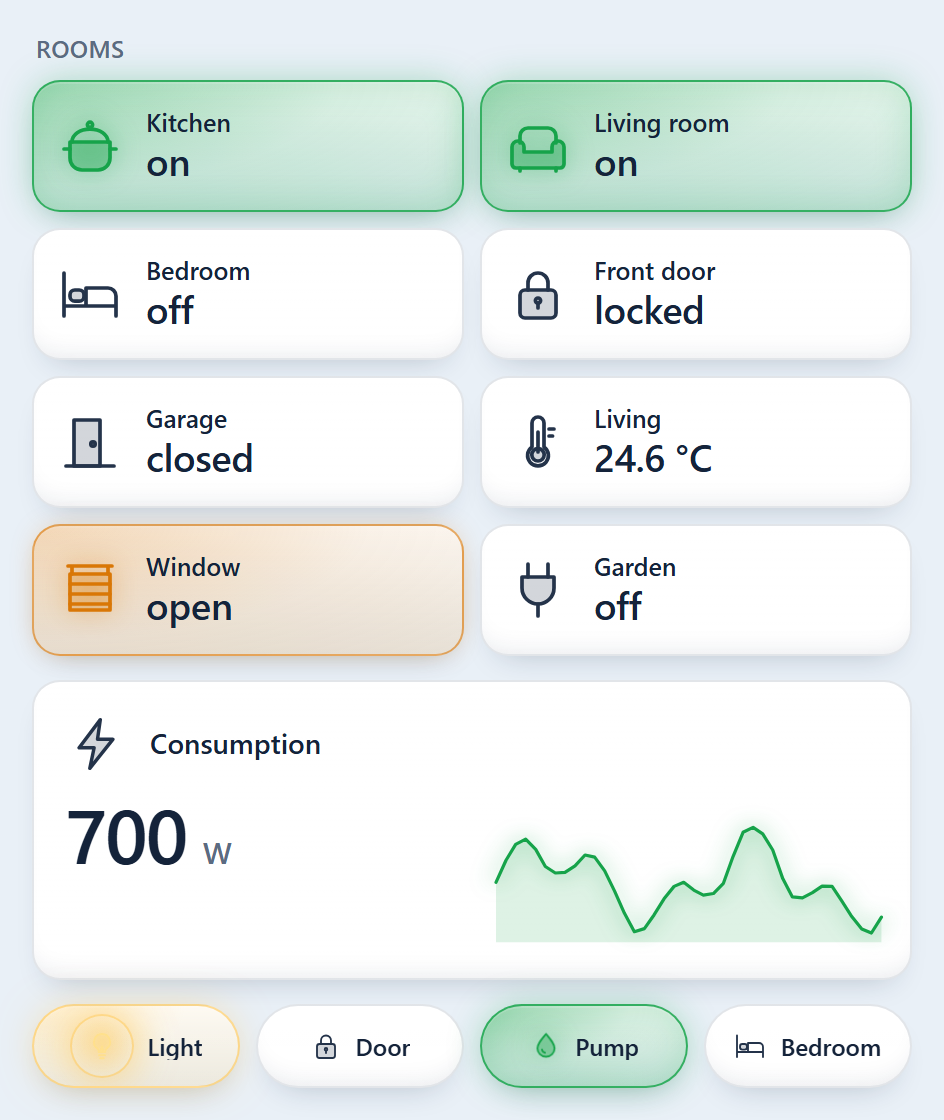 ROOMS
Kitchen
on
Living room
on
Bedroom
off
Front door
locked
Garage
closed
Living
24.6 °C
Window
open
Garden
off
Consumption
700 W
Light
Door
Pump
Bedroom